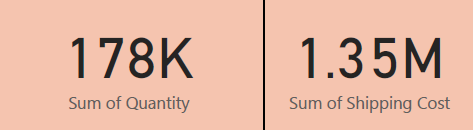 178K
Sum of Quantity
1.35M
Sum of Shipping Cost